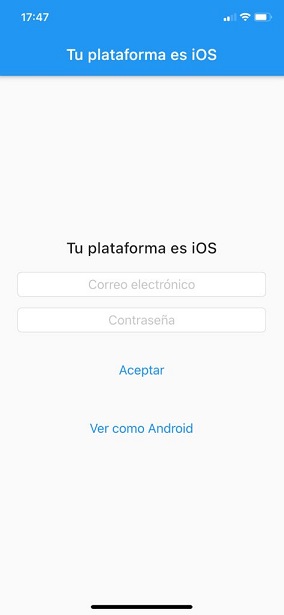 17:47
Tu plataforma es iOS
Tu plataforma es iOS
Correo electrónico
Contraseña
Aceptar
Ver como Android